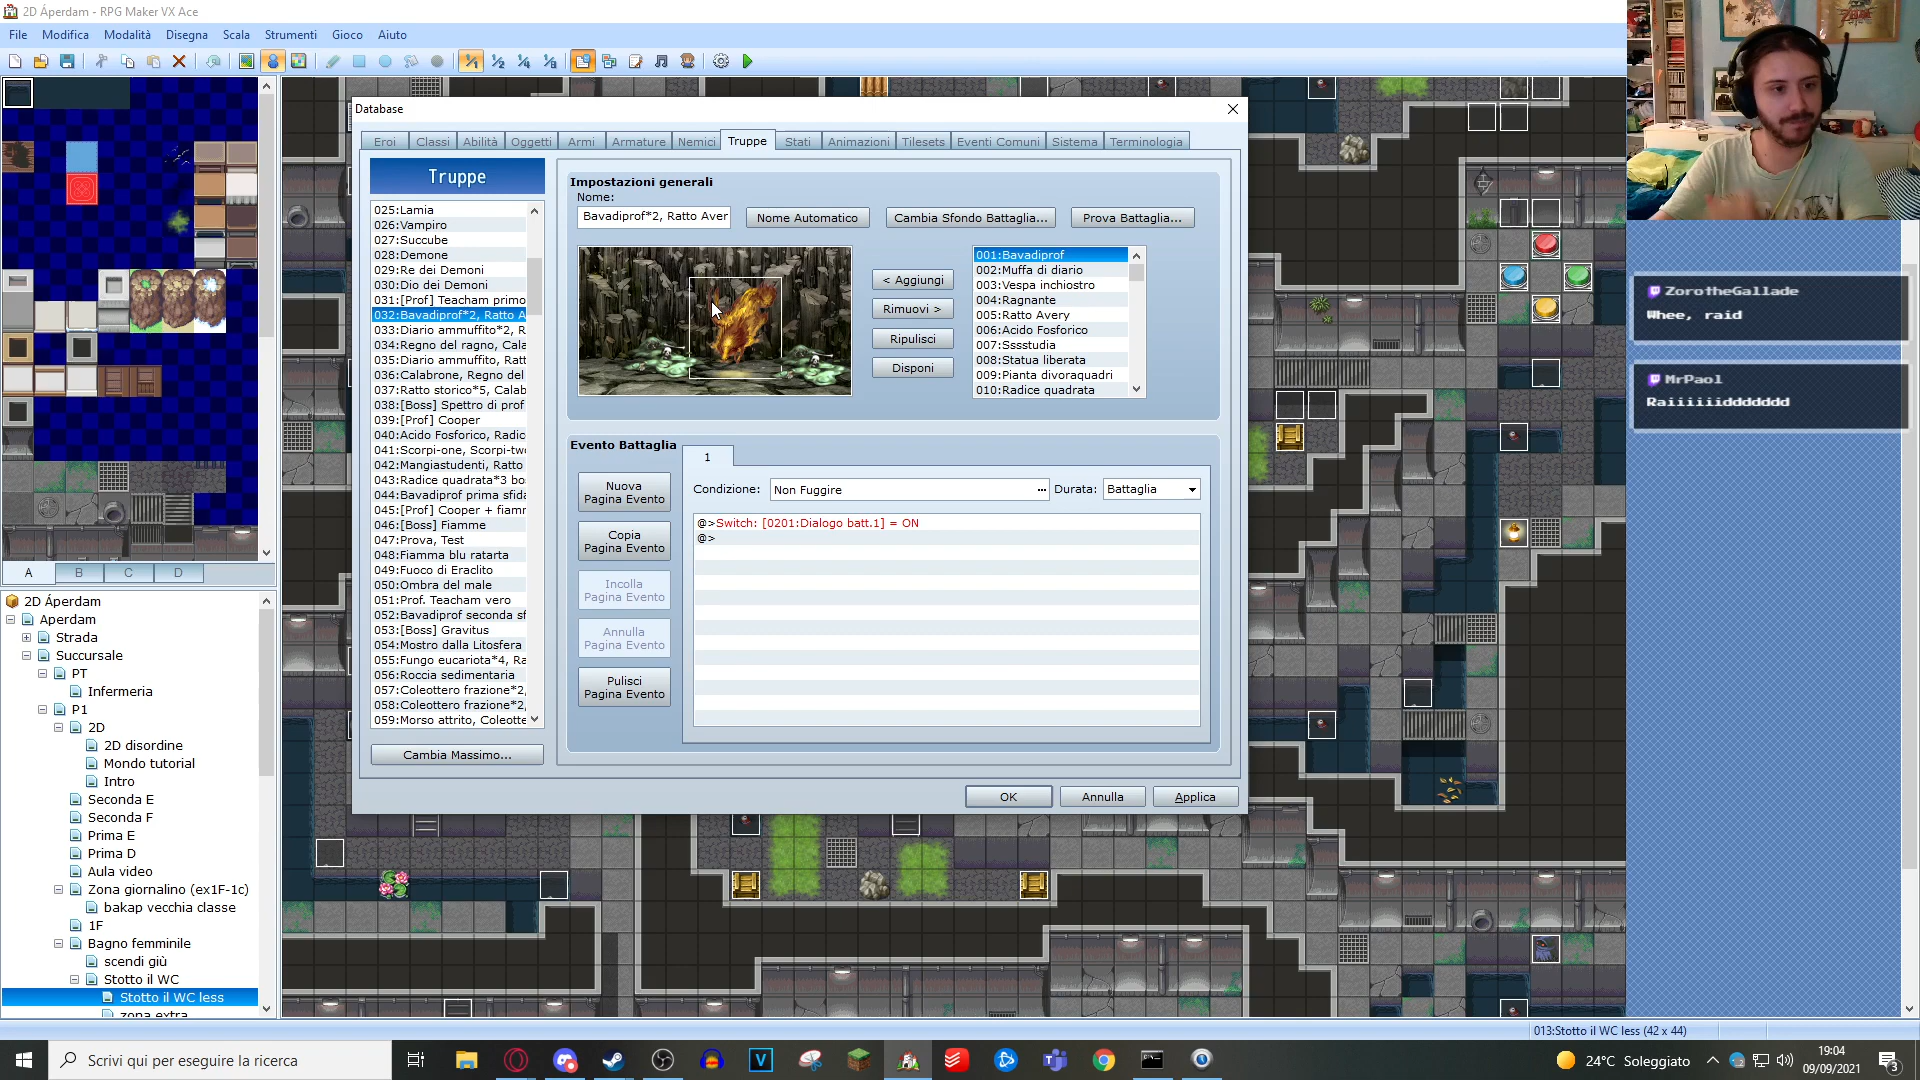 2D Áperdam - RPG Maker VX Ace
File Modifica Modalità Disegna Scala Strumenti Gioco Aiuto
Database
Eroi Classi Abilità Oggetti Armi Armature Nemici Truppe Stati Animazioni Tilesets Eventi Comuni Sistema Terminologia
Truppe
025:Lamia
026:Vampiro
027:Succube
028:Demone
029:Re dei Demoni
030:Dio dei Demoni
031:[Prof] Teacham primo
032:Bavadiprof*2, Ratto A
033:Diario ammuffito*2, R
034:Regno del ragno, Cala
035:Diario ammuffito, Ratt
036:Calabrone, Regno del
037:Ratto storico*5, Calab
038:[Boss] Spettro di prof
039:[Prof] Cooper
040:Acido Fosforico, Radic
041:Scorpi-one, Scorpi-two
042:Mangiastudenti, Ratto
043:Radice quadrata*3 bo
044:Bavadiprof prima sfida
045:[Prof] Cooper + fiamm
046:[Boss] Fiamme
047:Prova, Test
048:Fiamma blu ratarta
049:Fuoco di Eraclito
050:Ombra del male
051:Prof. Teacham vero
052:Bavadiprof seconda sf
053:[Boss] Gravitus
054:Mostro dalla Litosfera
055:Fungo eucariota*4, Ra
056:Roccia sedimentaria
057:Coleottero frazione*2,
058:Coleottero frazione*2,
059:Morso attrito, Coleotte
Cambia Massimo...
Impostazioni generali
Nome:
Bavadiprof*2, Ratto Aver
Nome Automatico
Cambia Sfondo Battaglia...
Prova Battaglia...
< Aggiungi
Rimuovi >
Ripulisci
Disponi
001:Bavadiprof
002:Muffa di diario
003:Vespa inchiostro
004:Ragnante
005:Ratto Avery
006:Acido Fosforico
007:Sssstudia
008:Statua liberata
009:Pianta divoraquadri
010:Radice quadrata
Evento Battaglia
1
Nuova
Pagina Evento
Copia
Pagina Evento
Incolla
Pagina Evento
Annulla
Pagina Evento
Pulisci
Pagina Evento
Condizione: Non Fuggire ... Durata: Battaglia
@>Switch: [0201:Dialogo batt.1] = ON
@>
OK Annulla Applica
A B C D
2D Áperdam
Aperdam
Strada
Succursale
PT
Infermeria
P1
2D
2D disordine
Mondo tutorial
Intro
Seconda E
Seconda F
Prima E
Prima D
Aula video
Zona giornalino (ex1F-1c)
bakap vecchia classe
1F
Bagno femminile
scendi giù
Stotto il WC
Stotto il WC less
zona extra
ZorotheGallade
Whee, raid
MrPaol
Raiiiiiiddddddd
013:Stotto il WC less (42 x 44)
Scrivi qui per eseguire la ricerca
24°C Soleggiato
19:04
09/09/2021
3